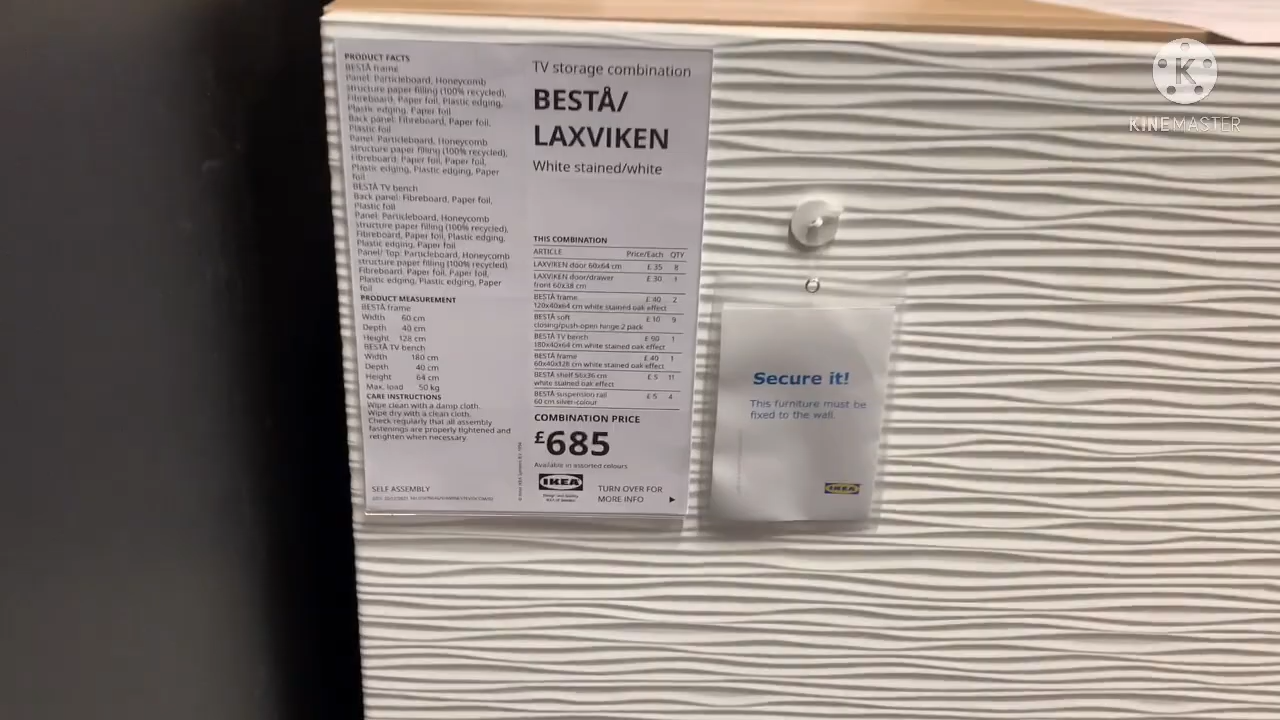 PRODUCT FACTS
BESTÅ frame
Panel: Particleboard, Honeycomb
structure paper filling (100% recycled),
Fibreboard, Paper foil, Plastic edging,
Plastic edging, Paper foil
Back panel: Fibreboard, Paper foil,
Plastic foil
Panel: Particleboard, Honeycomb
structure paper filling (100% recycled),
Fibreboard, Paper foil, Paper foil,
Plastic edging, Plastic edging, Paper
foil
BESTÅ TV bench
Back panel: Fibreboard, Paper foil,
Plastic foil
Panel: Particleboard, Honeycomb
structure paper filling (100% recycled),
Fibreboard, Paper foil, Plastic edging,
Plastic edging, Paper foil
Panel/ Top: Particleboard, Honeycomb
structure paper filling (100% recycled)
Fibreboard, Paper foil, Paper foil,
Plastic edging, Plastic edging, Paper
foil
PRODUCT MEASUREMENT
BESTÅ frame
Width 60 cm
Depth 40 cm
Height 128 cm
BESTÅ TV bench
Width 180 cm
Depth 40 cm
Height 64 cm
Max. load 50 kg
CARE INSTRUCTIONS
Wipe clean with a damp cloth.
Wipe dry with a clean cloth.
Check regularly that all assembly
fastenings are properly tightened and
retighten when necessary
SELF ASSEMBLY
TV storage combination
BESTÅ/
LAXVIKEN
White stained/white
THIS COMBINATION
ARTICLE Price/Each QTY
LAXVIKEN door 60x64 cm £ 35 8
LAXVIKEN door/drawer £ 30 1
front 60x38 cm
BESTÅ frame £ 40 2
120x40x64 cm white stained oak effect
BESTÅ soft £ 10 9
closing/push-open hinge 2 pack
BESTÅ TV bench £ 1
180x40x64 cm white stained oak effect
BESTÅ frame £ 40 1
60x40x128 cm white stained oak effect
BESTÅ shelf 56x36 cm £ 5 11
white stained oak effect
BESTÅ suspension rail £ 5 4
60 cm silver-colour
COMBINATION PRICE
£685
Available in assorted colours
IKEA
Design and Quality
IKEA of Sweden
TURN OVER FOR
MORE INFO
Secure it!
This furniture must be
fixed to the wall.
IKEA
K
KINEMASTER